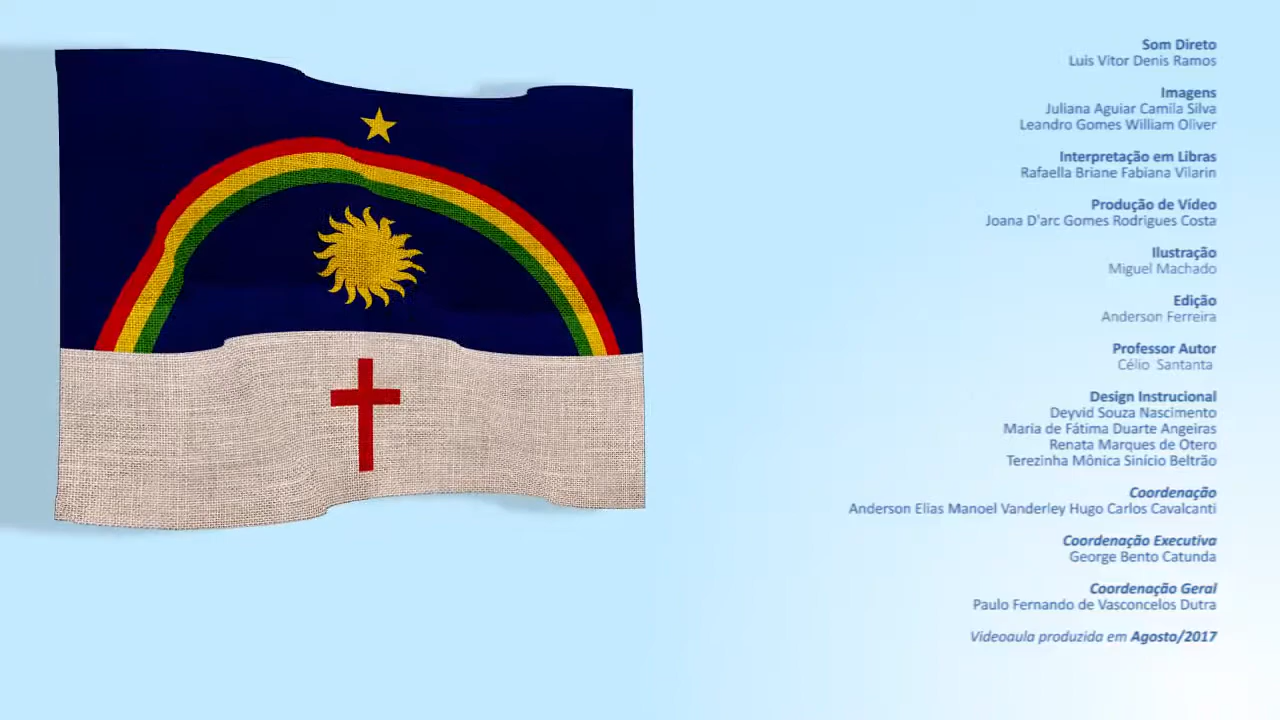 Som Direto
Luis Vitor Denis Ramos
Imagens
Juliana Aguiar Camila Silva
Leandro Gomes William Oliver
Interpretação em Libras
Rafaella Briane Fabiana Vilarin
Produção de Vídeo
Joana D'arc Gomes Rodrigues Costa
Ilustração
Miguel Machado
Edição
Anderson Ferreira
Professor Autor
Célio Santanta
Design Instrucional
Deyvid Souza Nascimento
Maria de Fátima Duarte Angeiras
Renata Marques de Otero
Terezinha Mônica Sinício Beltrão
Coordenação
Anderson Elias Manoel Vanderley Hugo Carlos Cavalcanti
Coordenação Executiva
George Bento Catunda
Coordenação Geral
Paulo Fernando de Vasconcelos Dutra
Videoaula produzida em Agosto/2017